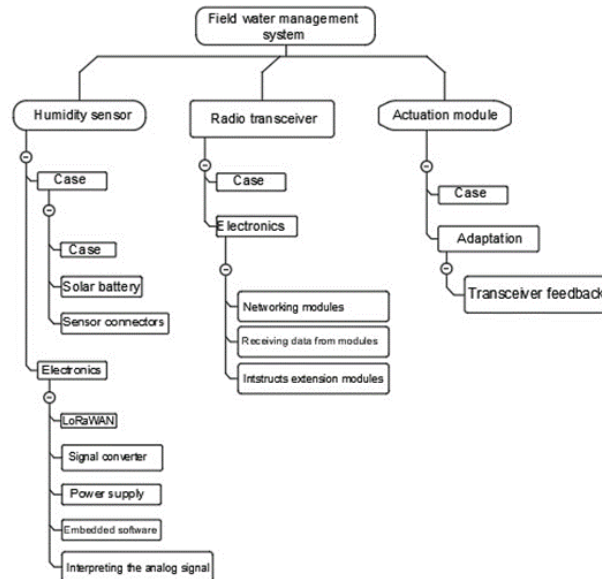 Field water management
system
Humidity sensor
Case
Case
Solar battery
Sensor connectors
Electronics
LoRaWAN
Signal converter
Power supply
Embedded software
Interpreting the analog signal
Radio transceiver
Case
Electronics
Networking modules
Receiving data from modules
Intstructs extension modules
Actuation module
Case
Adaptation
Transceiver feedback